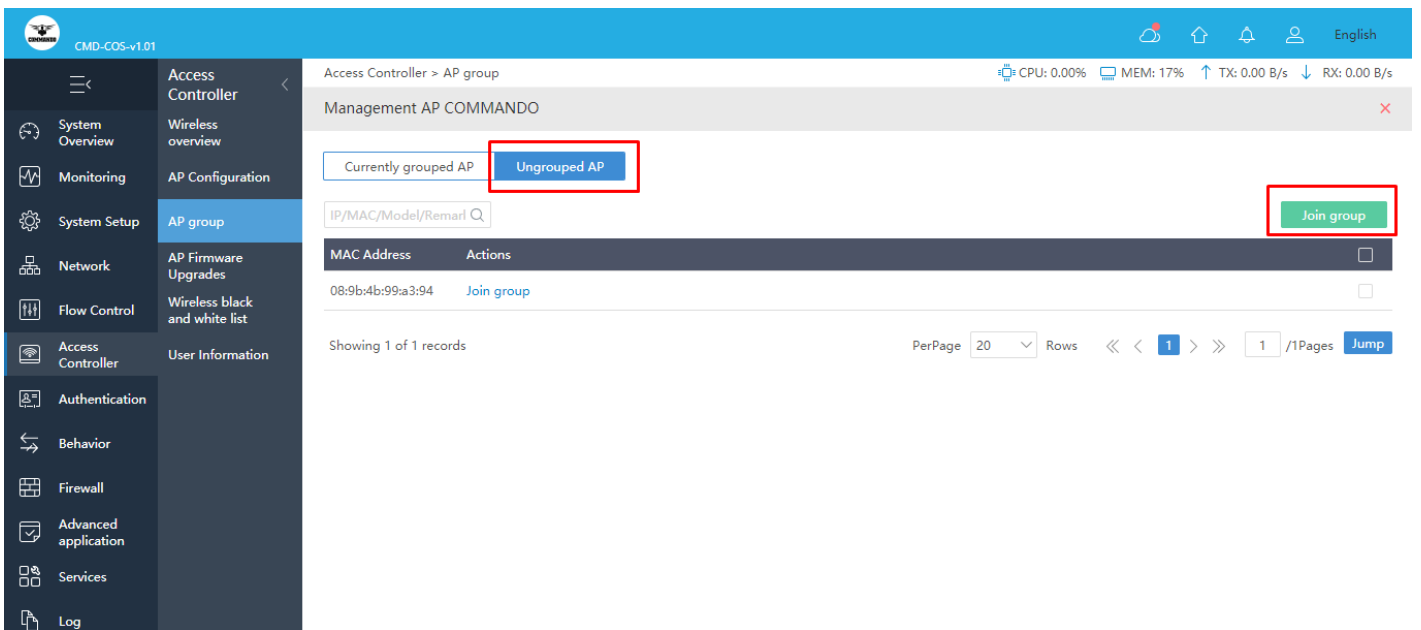 COMMANDO
CMD-COS-v1.01
English
Access
Controller
Access Controller > AP group
CPU: 0.00% MEM: 17% TX: 0.00 B/s RX: 0.00 B/s
Management AP COMMANDO
System
Overview
Monitoring
System Setup
Network
Flow Control
Access
Controller
Authentication
Behavior
Firewall
Advanced
application
Services
Log
Wireless
overview
AP Configuration
AP group
AP Firmware
Upgrades
Wireless black
and white list
User Information
Currently grouped AP Ungrouped AP
IP/MAC/Model/Remarl
Join group
MAC Address Actions
08:9b:4b:99:a3:94 Join group
Showing 1 of 1 records
PerPage 20 Rows 1 1 /1Pages Jump